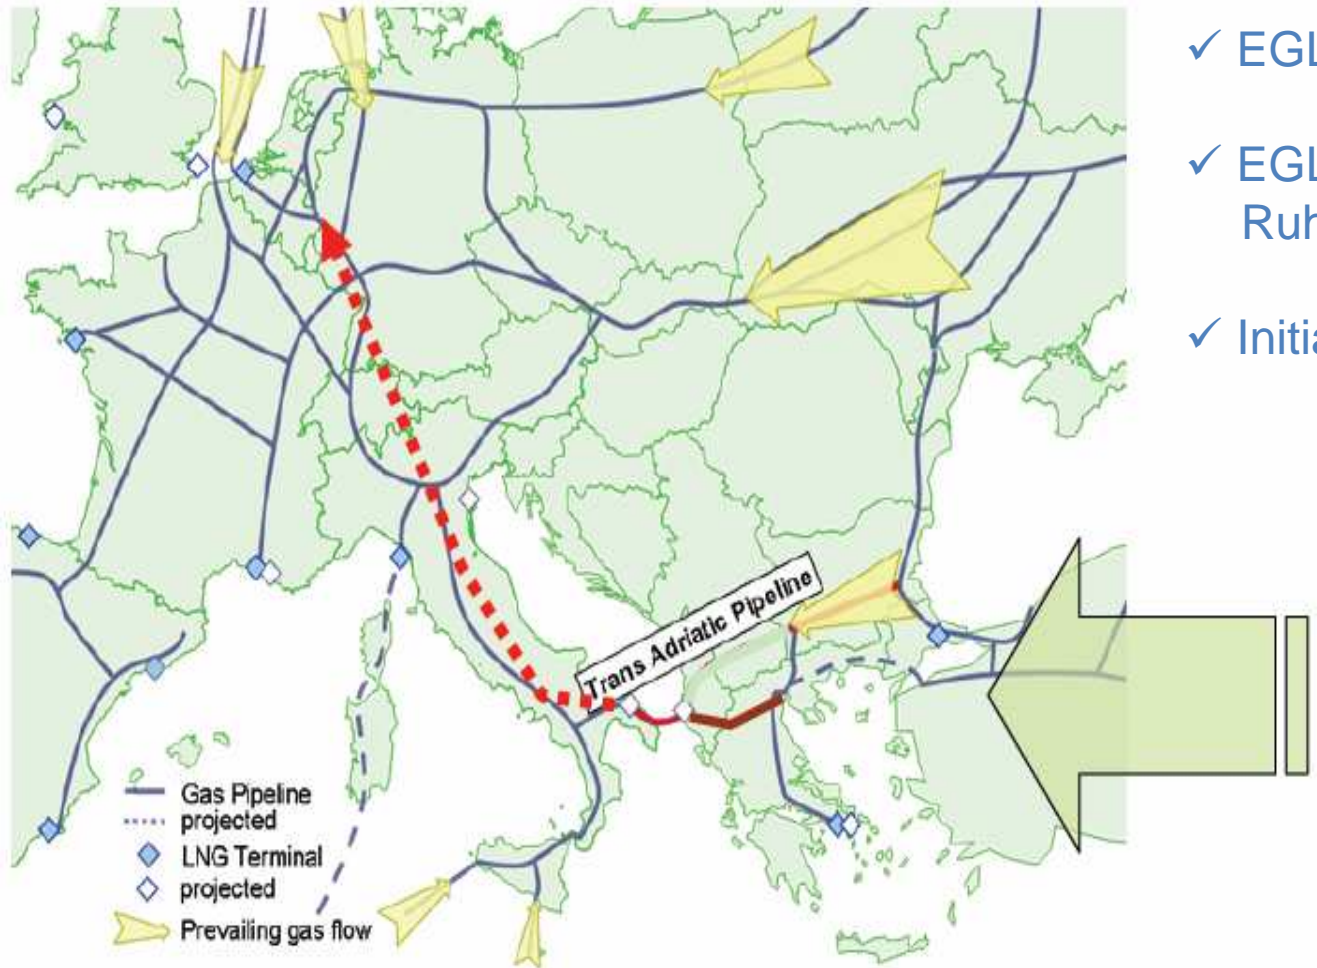 ✓ EGL
✓ EGL
Ruh
✓ Initia
Trans Adriatic Pipeline
Gas Pipeline
projected
LNG Terminal
projected
Prevailing gas flow